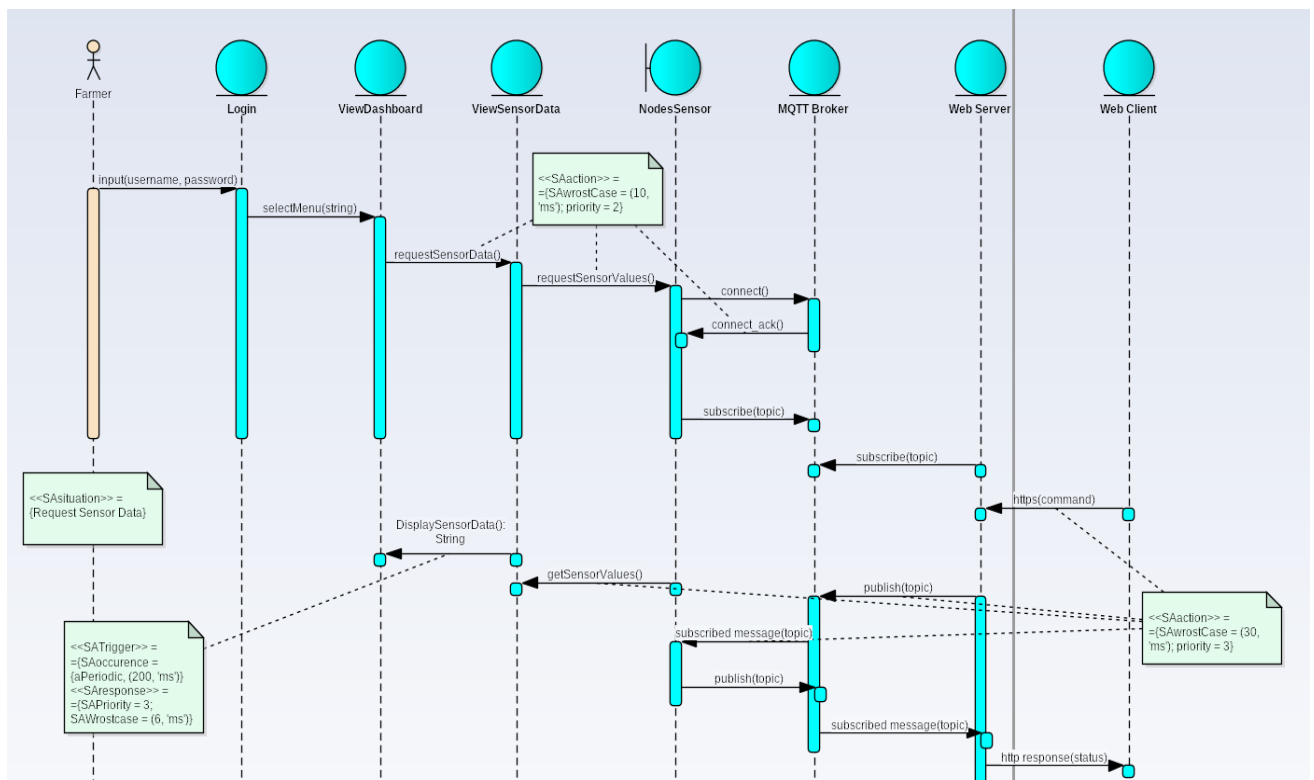 Farmer
Login
ViewDashboard
ViewSensorData
NodesSensor
MQTT Broker
Web Server
Web Client
<<SAaction>> =
={SAwrostCase = (10,
'ms'); priority = 2}
input(username, password)
selectMenu(string)
requestSensorData()
requestSensorValues()
connect()
connect_ack()
subscribe(topic)
subscribe(topic)
<<SAsituation>> =
{Request Sensor Data}
https(command)
DisplaySensorData():
String
getSensorValues()
publish(topic)
<<SAaction>> =
={SAwrostCase = (30,
'ms'); priority = 3}
subscribed message(topic)
<<SATrigger>> =
={SAoccurence =
{aPeriodic, (200, 'ms')}
<<SAresponse>> =
={SAPriority = 3;
SAWrostcase = (6, 'ms')}
publish(topic)
subscribed message(topic)
http response(status)